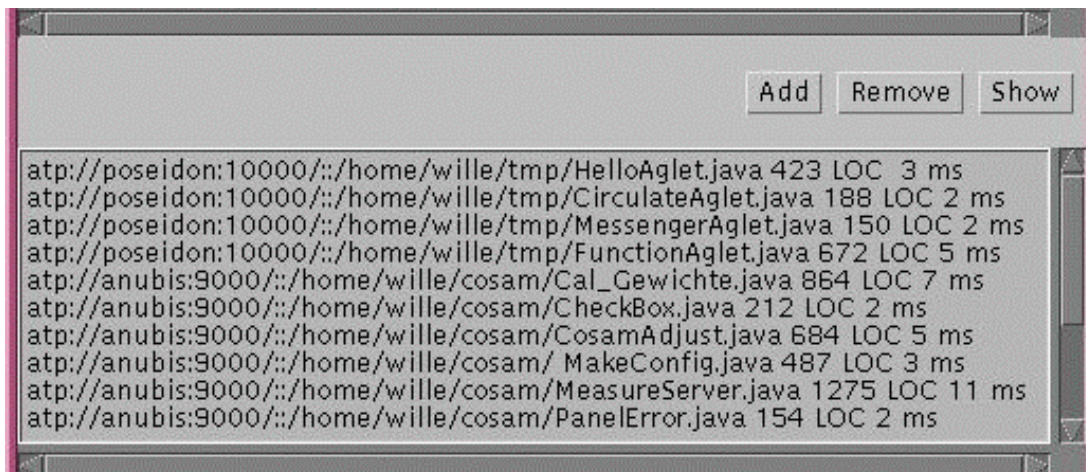 Add Remove Show
atp://poseidon:10000/::/home/wille/tmp/HelloAglet.java 423 LOC  3 ms
atp://poseidon:10000/::/home/wille/tmp/CirculateAglet.java 188 LOC 2 ms
atp://poseidon:10000/::/home/wille/tmp/MessengerAglet.java 150 LOC 2 ms
atp://poseidon:10000/::/home/wille/tmp/FunctionAglet.java 672 LOC 5 ms
atp://anubis:9000/::/home/wille/cosam/Cal_Gewichte.java 864 LOC 7 ms
atp://anubis:9000/::/home/wille/cosam/CheckBox.java 212 LOC 2 ms
atp://anubis:9000/::/home/wille/cosam/CosamAdjust.java 684 LOC 5 ms
atp://anubis:9000/::/home/wille/cosam/ MakeConfig.java 487 LOC 3 ms
atp://anubis:9000/::/home/wille/cosam/MeasureServer.java 1275 LOC 11 ms
atp://anubis:9000/::/home/wille/cosam/PanelError.java 154 LOC 2 ms